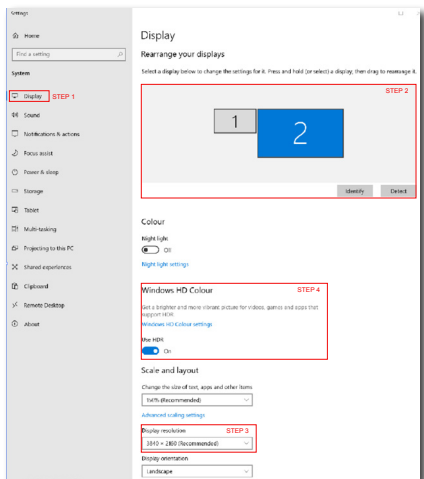 Settings
Home
Find a setting
System
Display STEP 1
Sound
Notifications & actions
Focus assist
Power & sleep
Storage
Tablet
Multi-tasking
Projecting to this PC
Shared experiences
Clipboard
Remote Desktop
About
Display
Rearrange your displays
Select a display below to change the settings for it. Press and hold (or select) a display, then drag to rearrange it.
STEP 2
1 2
Identify Detect
Colour
Night light
Off
Night light settings
Windows HD Colour STEP 4
Get a brighter and more vibrant picture for videos, games and apps that
support HDR.
Windows HD Colour settings
Use HDR
On
Scale and layout
Change the size of text, apps and other items
(Recommended)
Advanced scaling settings
Display resolution STEP 3
3840 × 2160 (Recommended)
Display orientation
Landscape